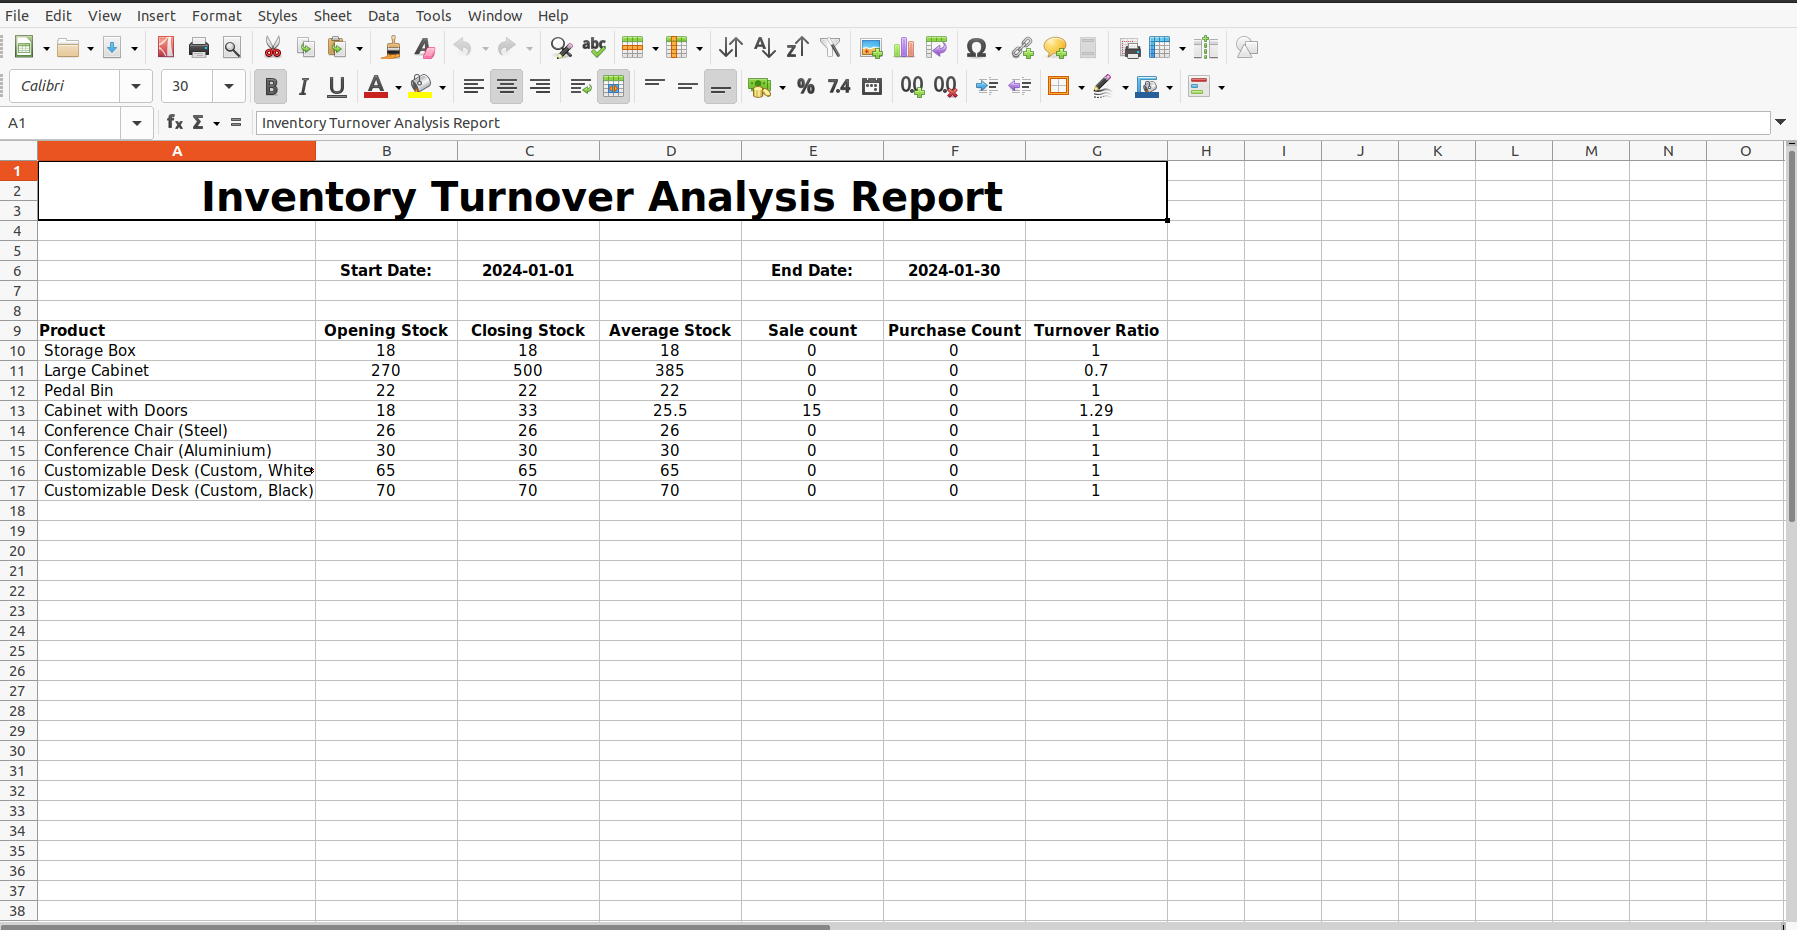 File Edit View Insert Format Styles Sheet Data Tools Window Help
Calibri 30 B I U A % 7.4 0.0 0.0
A1 fx Σ = Inventory Turnover Analysis Report
A B C D E F G H I J K L M N O
1
2 Inventory Turnover Analysis Report
3
4
5
6 Start Date: 2024-01-01 End Date: 2024-01-30
7
8
9 Product Opening Stock Closing Stock Average Stock Sale count Purchase Count Turnover Ratio
10 Storage Box 18 18 18 0 0 1
11 Large Cabinet 270 500 385 0 0 0.7
12 Pedal Bin 22 22 22 0 0 1
13 Cabinet with Doors 18 33 25.5 15 0 1.29
14 Conference Chair (Steel) 26 26 26 0 0 1
15 Conference Chair (Aluminium) 30 30 30 0 0 1
16 Customizable Desk (Custom, White 65 65 65 0 0 1
17 Customizable Desk (Custom, Black) 70 70 70 0 0 1
18
19
20
21
22
23
24
25
26
27
28
29
30
31
32
33
34
35
36
37
38